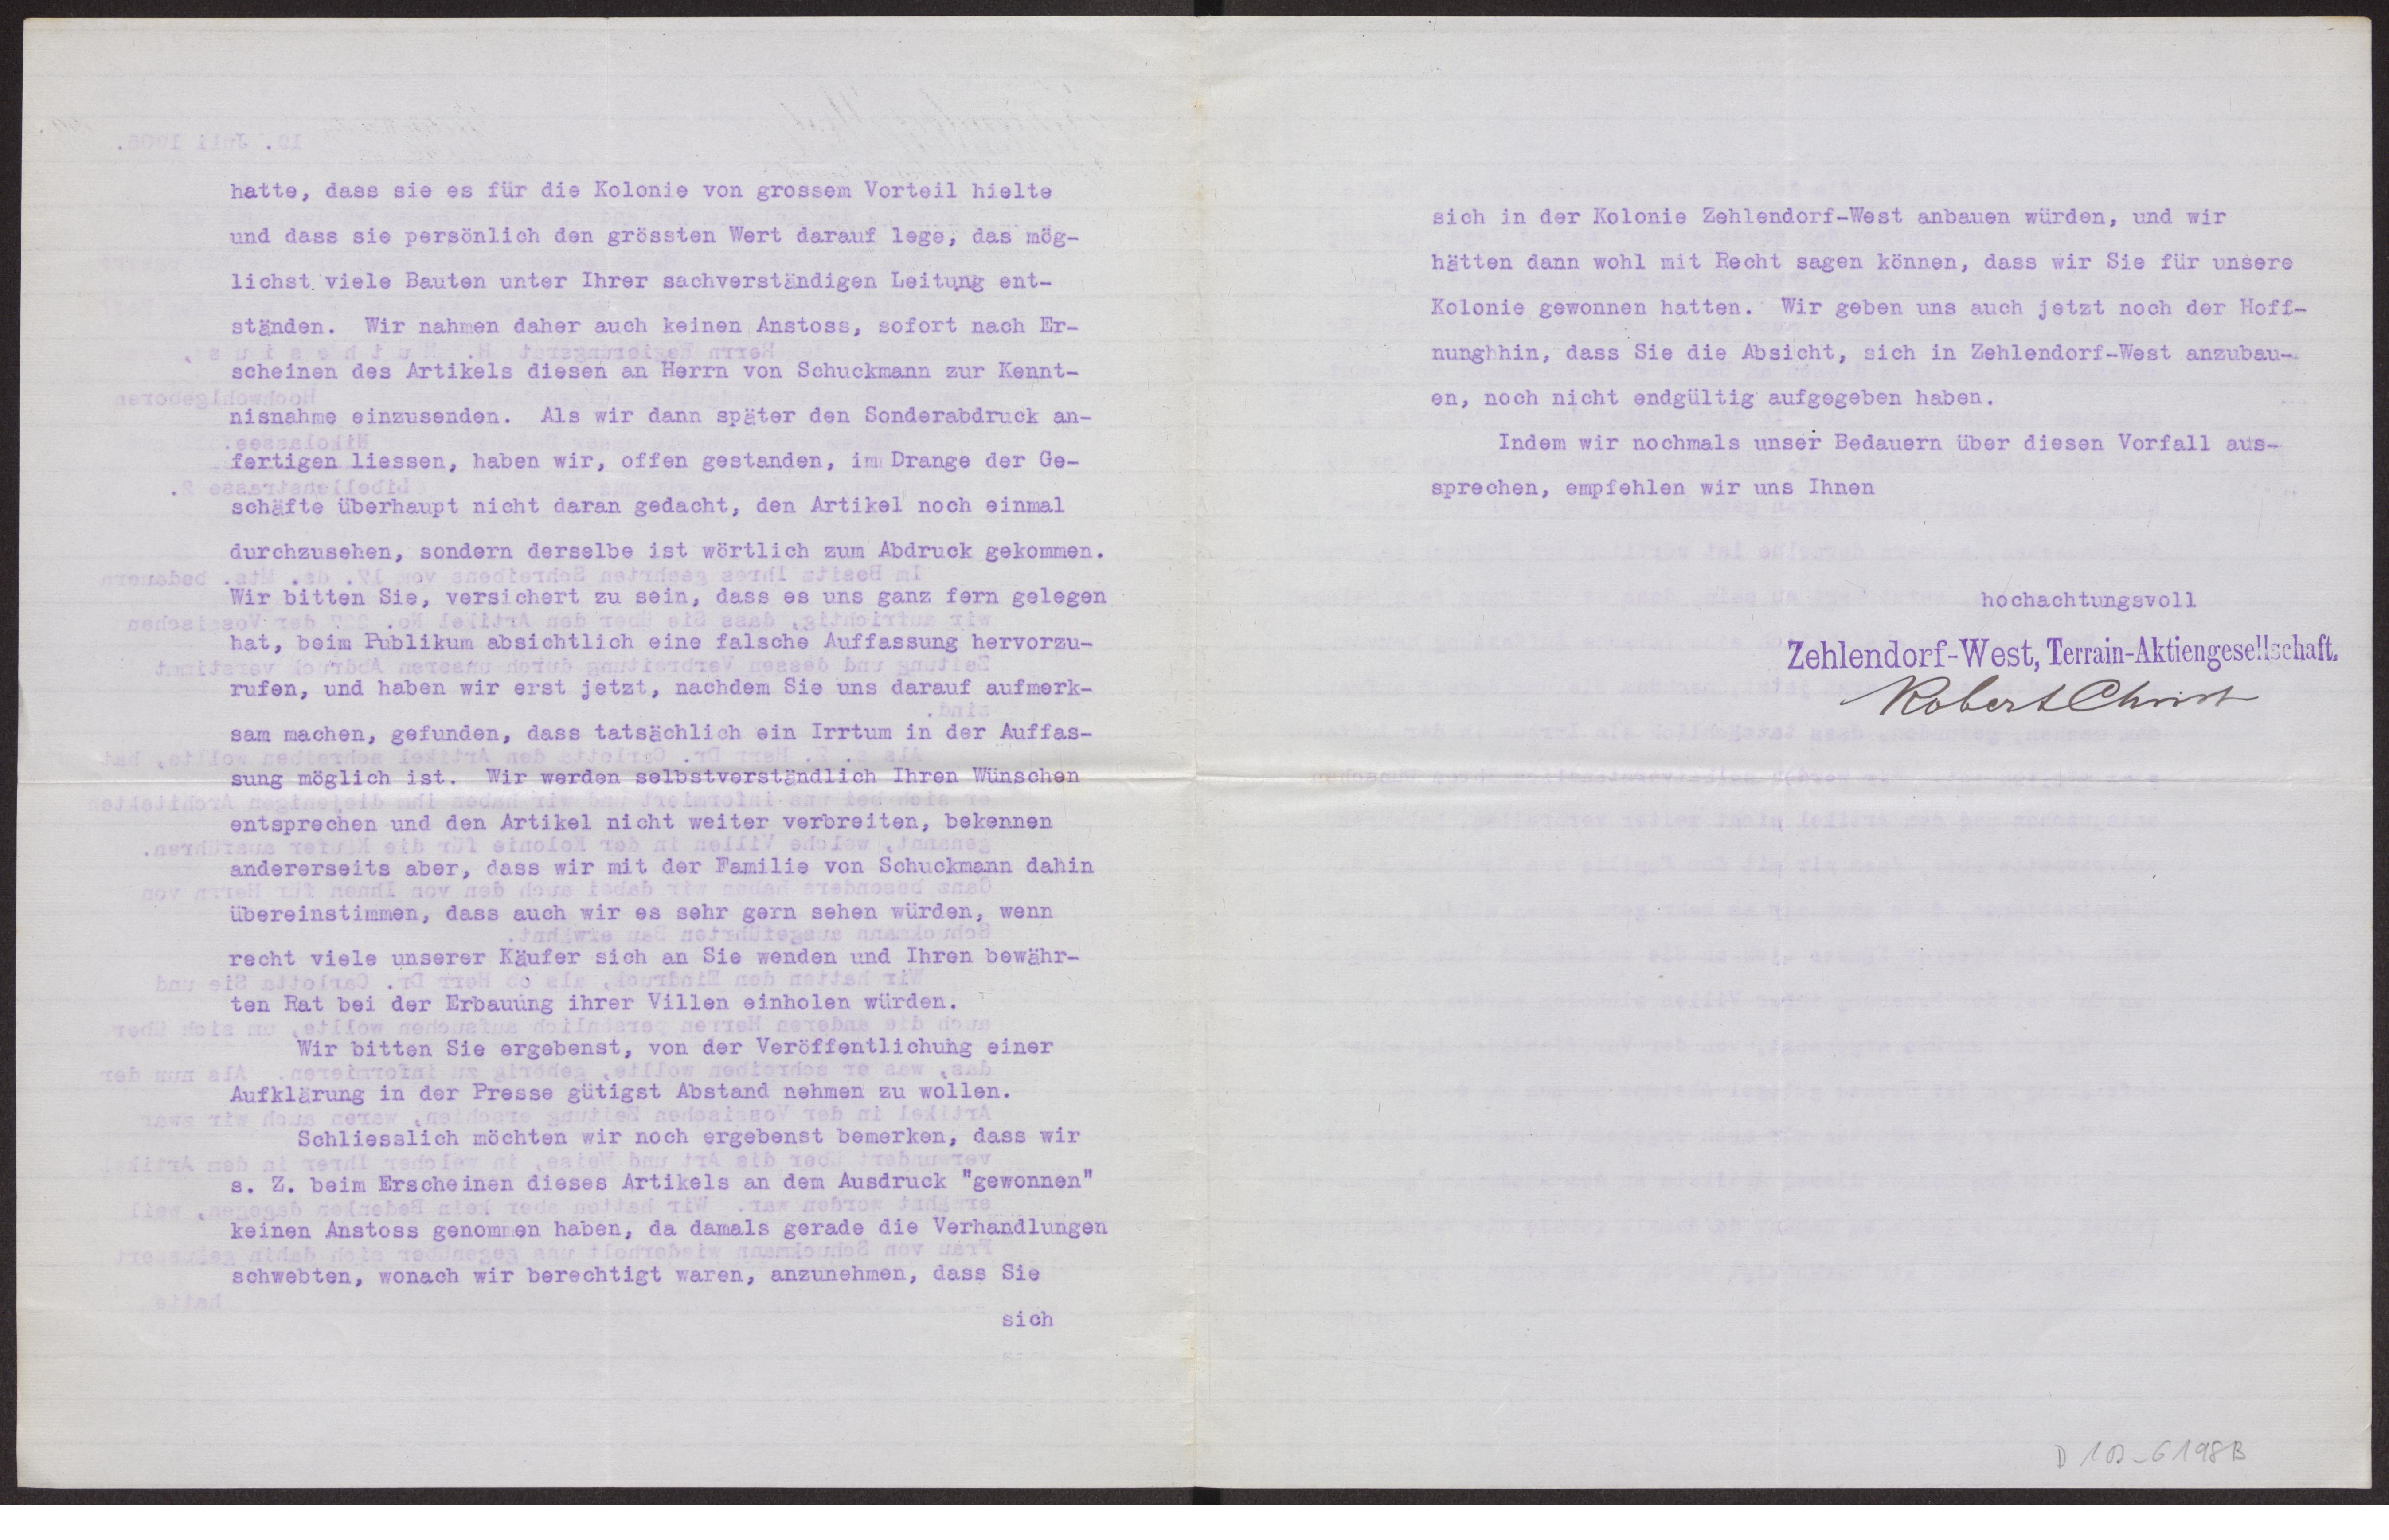 hatte, dass sie es für die Kolonie von grossem Vorteil hielte
und dass sie persönlich den grössten Wert darauf lege, das mög-
lichst viele Bauten unter Ihrer sachverständigen Leitung ent-
ständen. Wir nahmen daher auch keinen Anstoss, sofort nach Er-
scheinen des Artikels diesen an Herrn von Schuckmann zur Kennt-
nisnahme einzusenden. Als wir dann später den Sonderabdruck an-
fertigen liessen, haben wir, offen gestanden, im Drange der Ge-
schäfte überhaupt nicht daran gedacht, den Artikel noch einmal
durchzusehen, sondern derselbe ist wörtlich zum Abdruck gekommen.
Wir bitten Sie, versichert zu sein, dass es uns ganz fern gelegen
hat, beim Publikum absichtlich eine falsche Auffassung hervorzu-
rufen, und haben wir erst jetzt, nachdem Sie uns darauf aufmerk-
sam machen, gefunden, dass tatsächlich ein Irrtum in der Auffas-
sung möglich ist. Wir werden selbstverständlich Ihren Wünschen
entsprechen und den Artikel nicht weiter verbreiten, bekennen
andererseits aber, dass wir mit der Familie von Schuckmann dahin
übereinstimmen, dass auch wir es sehr gern sehen würden, wenn
recht viele unserer Käufer sich an Sie wenden und Ihren bewähr-
ten Rat bei der Erbauung ihrer Villen einholen würden.
Wir bitten Sie ergebenst, von der Veröffentlichung einer
Aufklärung in der Presse gütigst Abstand nehmen zu wollen.
Schliesslich möchten wir noch ergebenst bemerken, dass wir
s. Z. beim Erscheinen dieses Artikels an dem Ausdruck "gewonnen"
keinen Anstoss genommen haben, da damals gerade die Verhandlungen
schwebten, wonach wir berechtigt waren, anzunehmen, dass Sie
sich
sich in der Kolonie Zehlendorf-West anbauen würden, und wir
hätten dann wohl mit Recht sagen können, dass wir Sie für unsere
Kolonie gewonnen hatten. Wir geben uns auch jetzt noch der Hoff-
nunghhin, dass Sie die Absicht, sich in Zehlendorf-West anzubau-
en, noch nicht endgültig aufgegeben haben.
Indem wir nochmals unser Bedauern über diesen Vorfall aus-
sprechen, empfehlen wir uns Ihnen
hochachtungsvoll
Zehlendorf-West, Terrain-Aktiengesellschaft.
Robert Christ
D 102-6198B